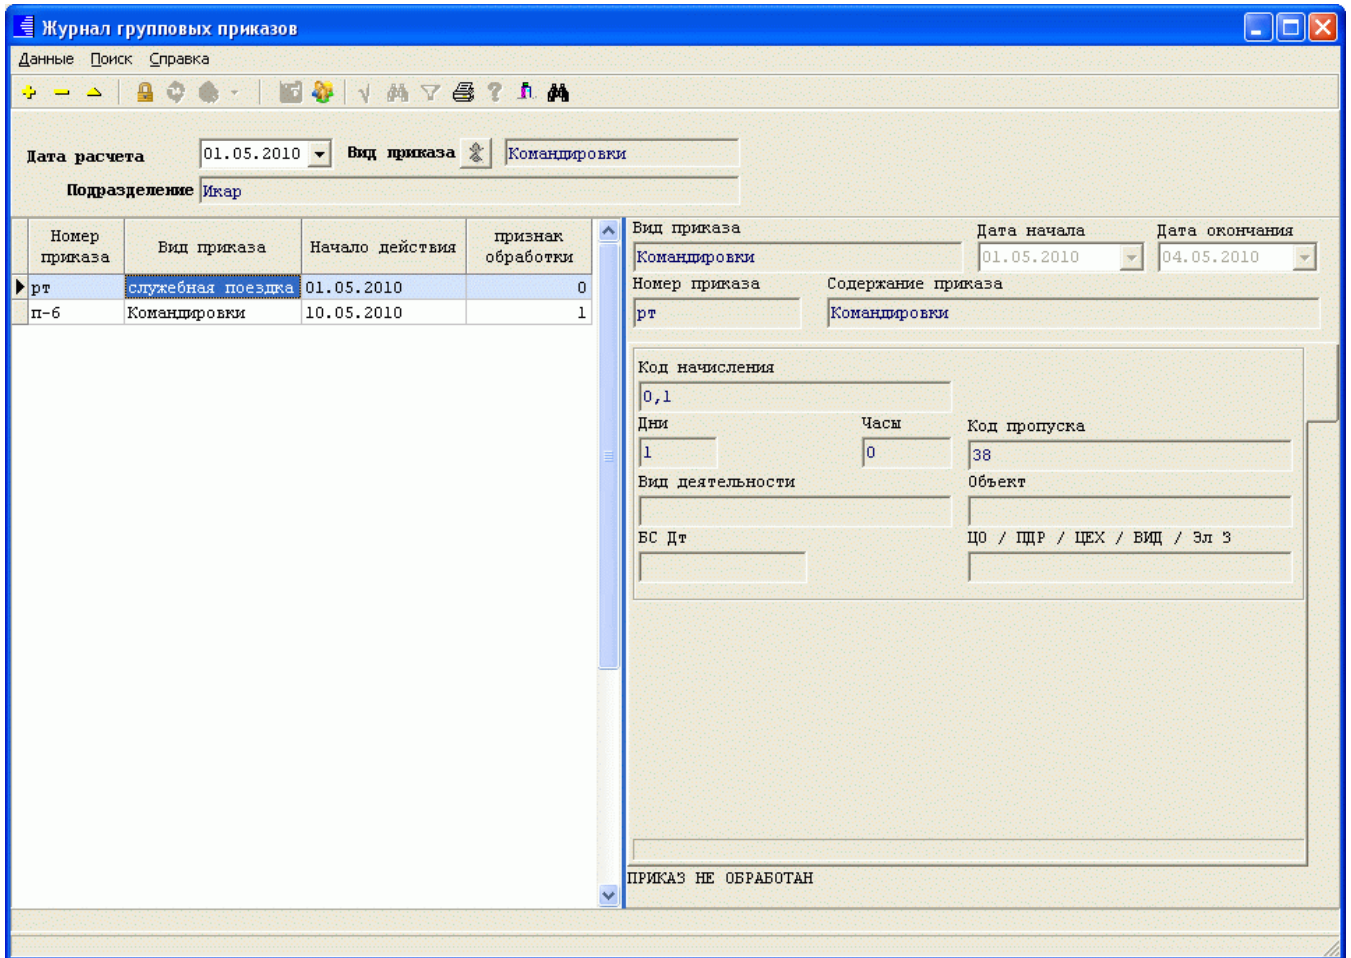 Журнал групповых приказов
Данные Поиск Справка
Дата расчета 01.05.2010 Вид приказа Командировки
Подразделение Икар
Номер приказа Вид приказа Начало действия признак обработки
рт служебная поездка 01.05.2010 0
п-6 Командировки 10.05.2010 1
Вид приказа Дата начала Дата окончания
Командировки 01.05.2010 04.05.2010
Номер приказа Содержание приказа
рт Командировки
Код начисления
0,1
Дни Часы Код пропуска
1 0 38
Вид деятельности Объект
БС Дт ЦО / ПДР / ЦЕХ / ВИД / Эл З
ПРИКАЗ НЕ ОБРАБОТАН